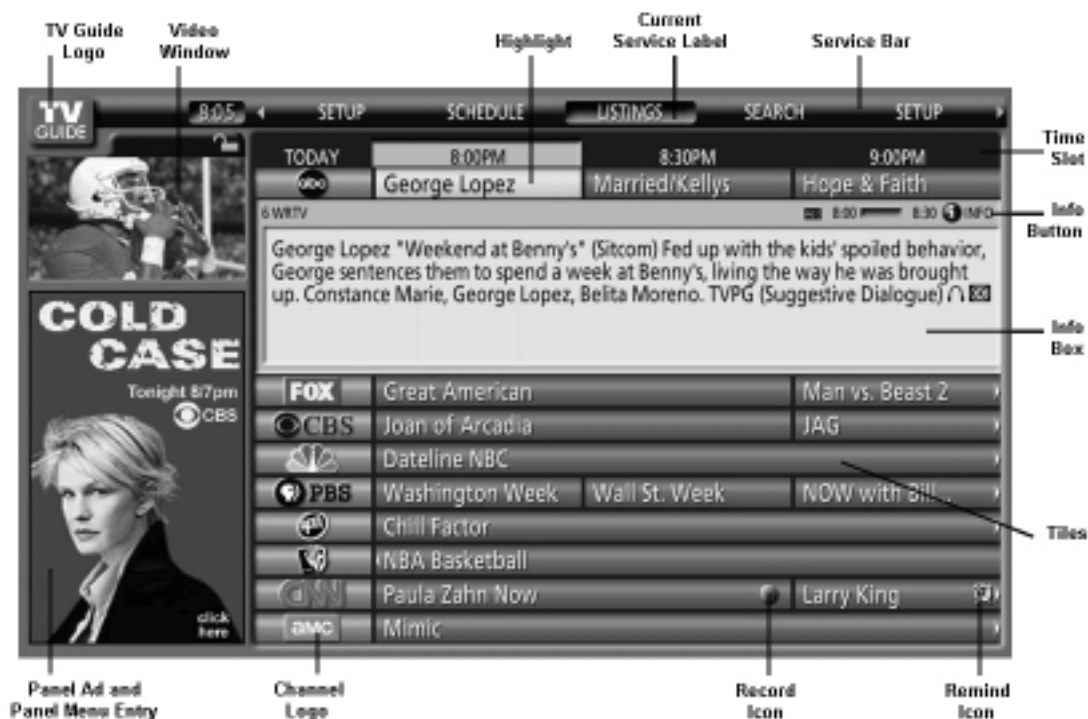 TV Guide
Logo
Video
Window
Highlight
Current
Service Label
Service Bar
TV
GUIDE
8:05
SETUP
SCHEDULE
LISTINGS
SEARCH
SETUP
Time
Slot
TODAY
8:00PM
8:30PM
9:00PM
abc
George Lopez
Married/Kellys
Hope & Faith
6 WRTV
8:00
8:30
i INFO
Info
Button
George Lopez "Weekend at Benny's" (Sitcom) Fed up with the kids' spoiled behavior,
George sentences them to spend a week at Benny's, living the way he was brought
up. Constance Marie, George Lopez, Belita Moreno. TVPG (Suggestive Dialogue)
Info
Box
COLD
CASE
Tonight 8/7pm
CBS
click
here
FOX
Great American
Man vs. Beast 2
CBS
Joan of Arcadia
JAG
Dateline NBC
PBS
Washington Week
Wall St. Week
NOW with Bill...
Tiles
Chill Factor
NBA Basketball
CNN
Paula Zahn Now
Larry King
amc
Mimic
Panel Ad and
Panel Menu Entry
Channel
Logo
Record
Icon
Remind
Icon